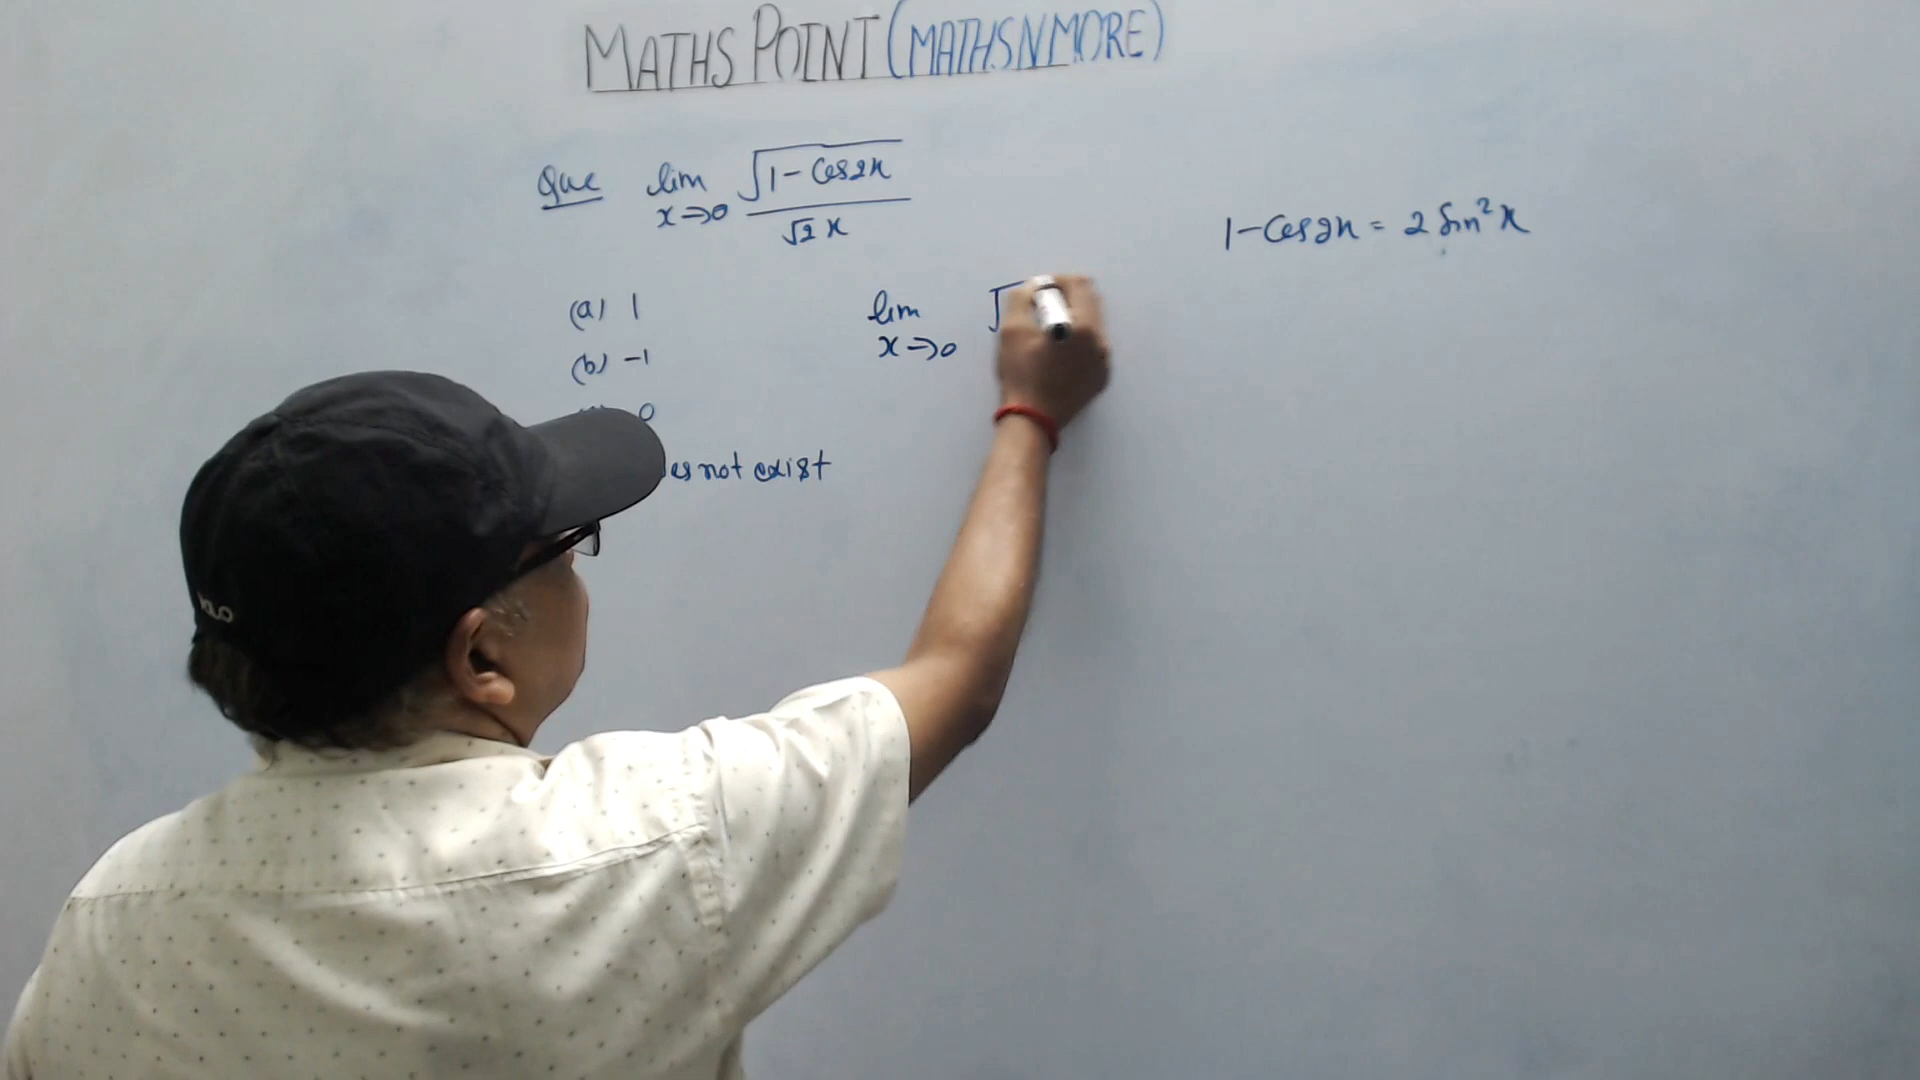 MATHS POINT (MATHSNMORE)
Que lim x→0 √(1-Cos2x) / √2 x
1-Cos2x = 2 Sin²x
(a) 1
lim x→0 √
(b) -1
0
es not exist